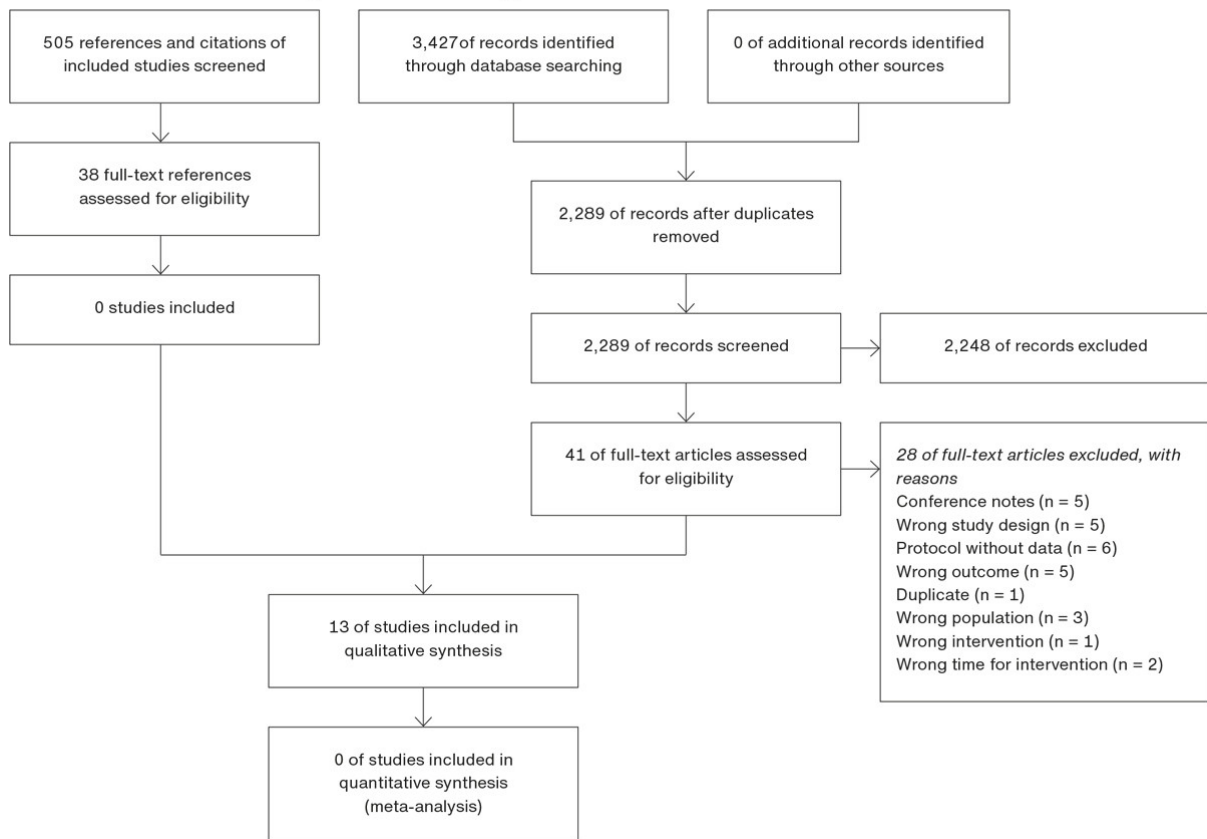 505 references and citations of
included studies screened
3,427of records identified
through database searching
0 of additional records identified
through other sources
38 full-text references
assessed for eligibility
2,289 of records after duplicates
removed
0 studies included
2,289 of records screened
2,248 of records excluded
41 of full-text articles assessed
for eligibility
28 of full-text articles excluded, with
reasons
Conference notes (n = 5)
Wrong study design (n = 5)
Protocol without data (n = 6)
Wrong outcome (n = 5)
Duplicate (n = 1)
Wrong population (n = 3)
Wrong intervention (n = 1)
Wrong time for intervention (n = 2)
13 of studies included in
qualitative synthesis
0 of studies included in
quantitative synthesis
(meta-analysis)